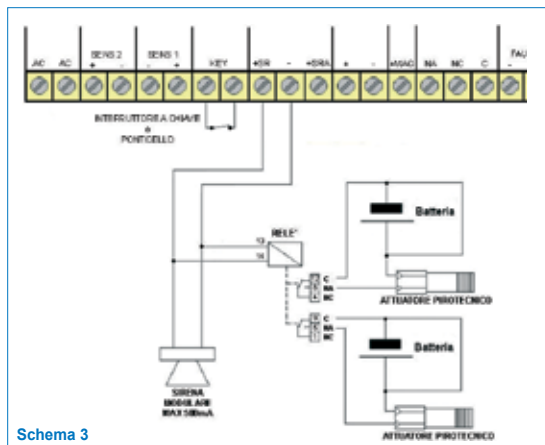 SENS 2 SENS 1 FAU
AC AC + - - + KEY +SR - +SRA + - +MAO NA NC C -
INTERRUTTORE A CHIAVE
o
PONTICELLO
RELE'
13
14
Batteria
C
NA
NC
ATTUATORE PIROTECNICO
C
NA
NC
Batteria
ATTUATORE PIROTECNICO
SIRENA
MODULARE
MAX 500mA
Schema 3